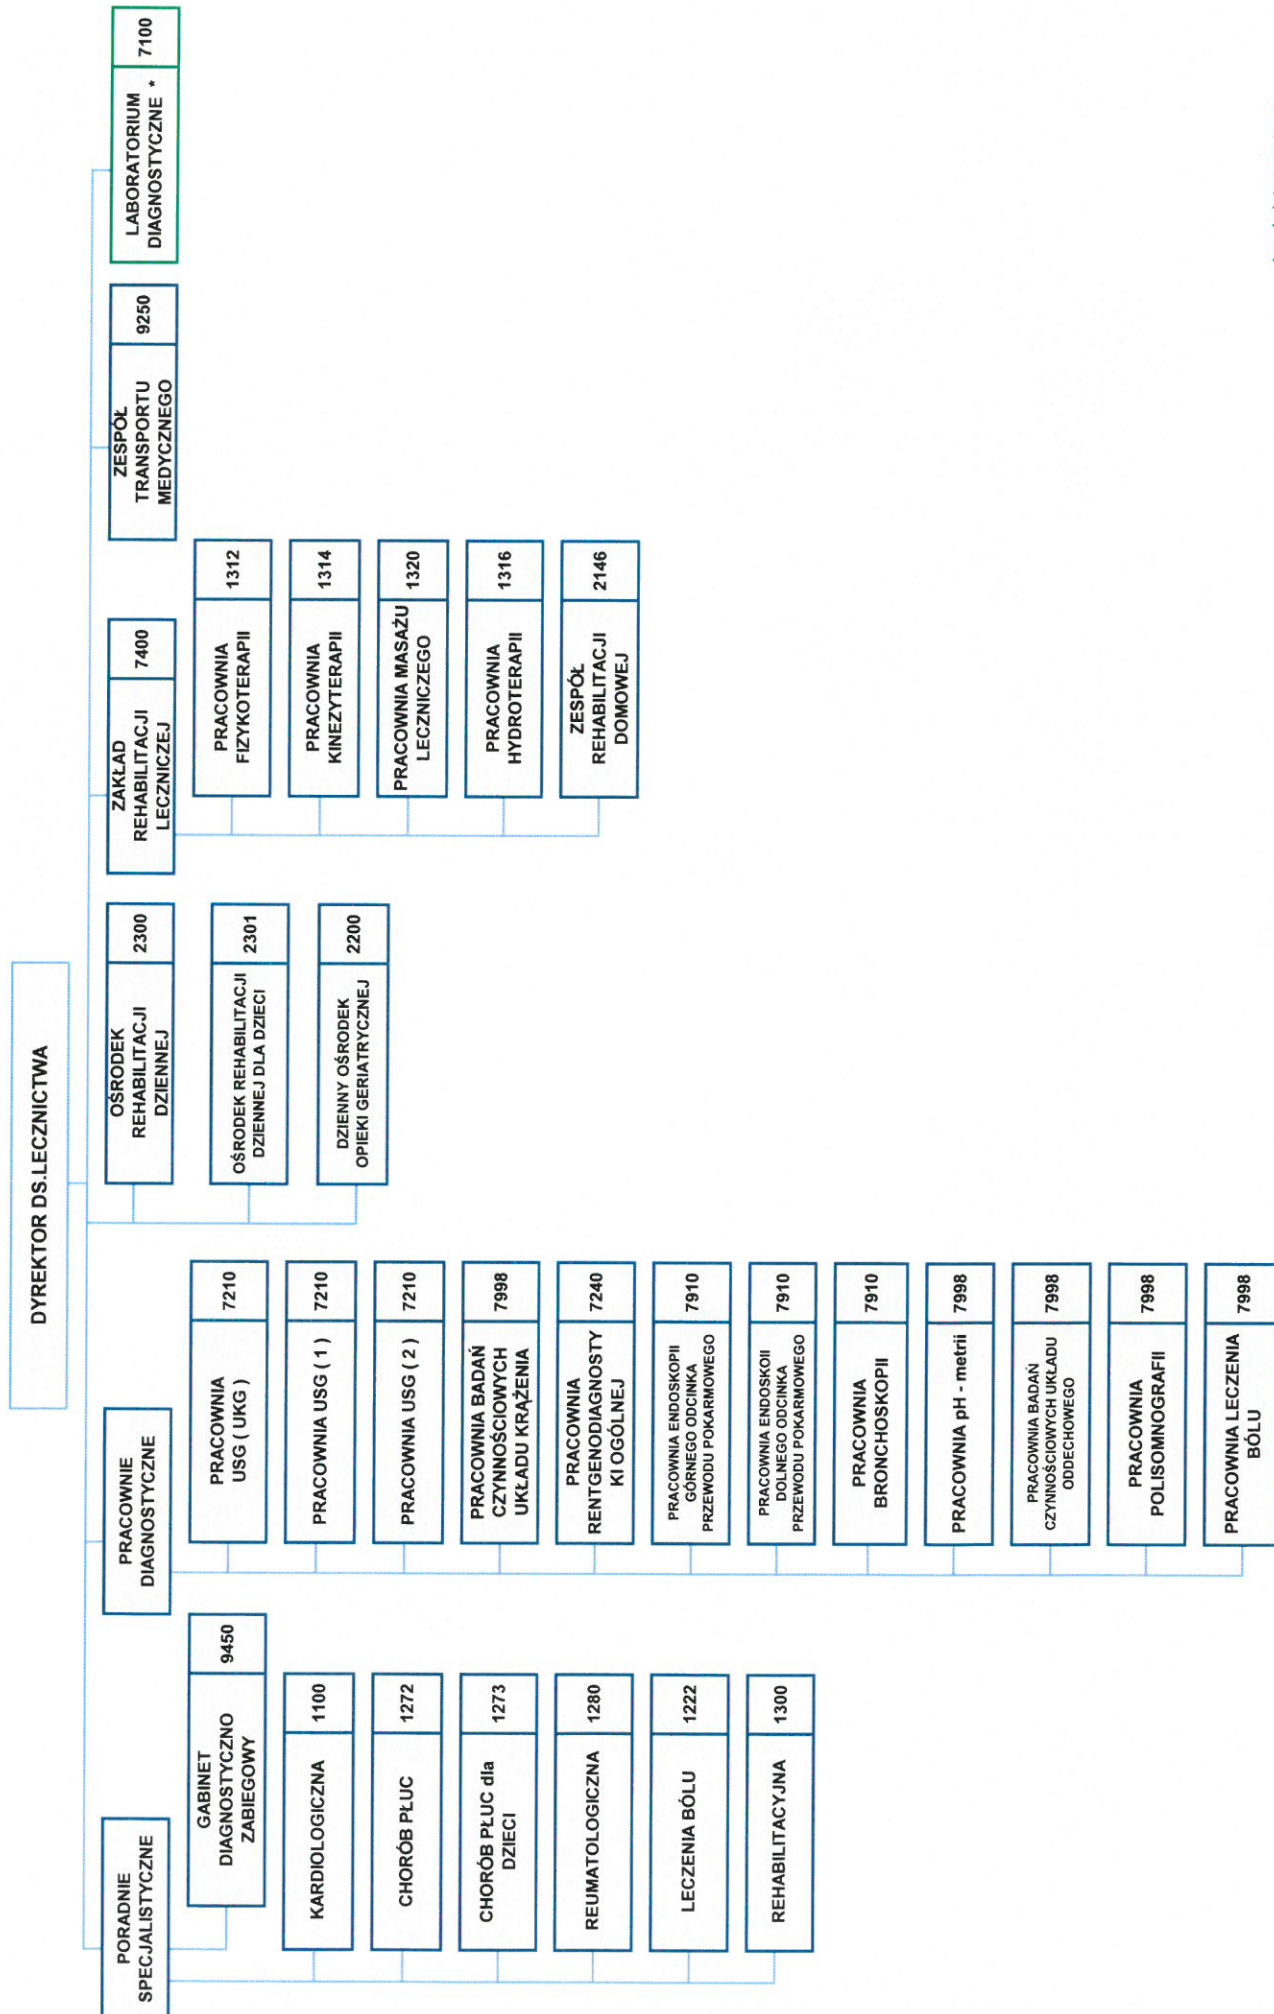 DYREKTOR DS.LECZNICTWA
PORADNIE
SPECJALISTYCZNE
GABINET
DIAGNOSTYCZNO
ZABIEGOWY
9450
KARDIOLOGICZNA
1100
CHORÓB PŁUC
1272
CHORÓB PŁUC dla
DZIECI
1273
REUMATOLOGICZNA
1280
LECZENIA BÓLU
1222
REHABILITACYJNA
1300
PRACOWNIE
DIAGNOSTYCZNE
PRACOWNIA
USG ( UKG )
7210
PRACOWNIA USG ( 1 )
7210
PRACOWNIA USG ( 2 )
7210
PRACOWNIA BADAŃ
CZYNNOŚCIOWYCH
UKŁADU KRĄŻENIA
7998
PRACOWNIA
RENTGENODIAGNOSTY
KI OGÓLNEJ
7240
PRACOWNIA ENDOSKOPII
GÓRNEGO ODCINKA
PRZEWODU POKARMOWEGO
7910
PRACOWNIA ENDOSKOII
DOLNEGO ODCINKA
PRZEWODU POKARMOWEGO
7910
PRACOWNIA
BRONCHOSKOPII
7910
PRACOWNIA pH - metrii
7998
PRACOWNIA BADAŃ
CZYNNOŚCIOWYCH UKŁADU
ODDECHOWEGO
7998
PRACOWNIA
POLISOMNOGRAFII
7998
PRACOWNIA LECZENIA
BÓLU
7998
OŚRODEK
REHABILITACJI
DZIENNEJ
2300
OŚRODEK REHABILITACJI
DZIENNEJ DLA DZIECI
2301
DZIENNY OŚRODEK
OPIEKI GERIATRYCZNEJ
2200
ZAKŁAD
REHABILITACJI
LECZNICZEJ
7400
PRACOWNIA
FIZYKOTERAPII
1312
PRACOWNIA
KINEZYTERAPII
1314
PRACOWNIA MASAŻU
LECZNICZEGO
1320
PRACOWNIA
HYDROTERAPII
1316
ZESPÓŁ
REHABILITACJI
DOMOWEJ
2146
ZESPÓŁ
TRANSPORTU
MEDYCZNEGO
9250
LABORATORIUM
DIAGNOSTYCZNE *
7100